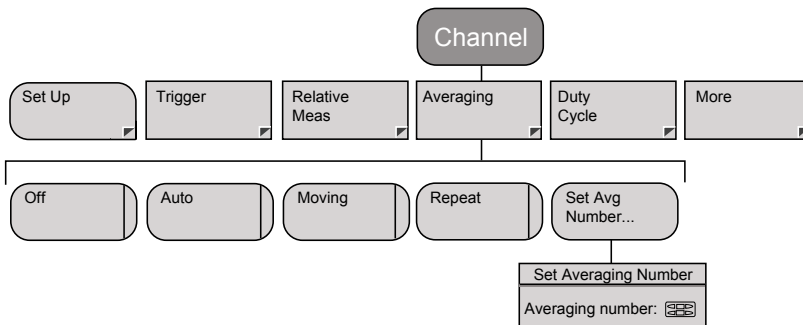 Channel
Set Up
Trigger
Relative
Meas
Averaging
Duty
Cycle
More
Off
Auto
Moving
Repeat
Set Avg
Number...
Set Averaging Number
Averaging number: